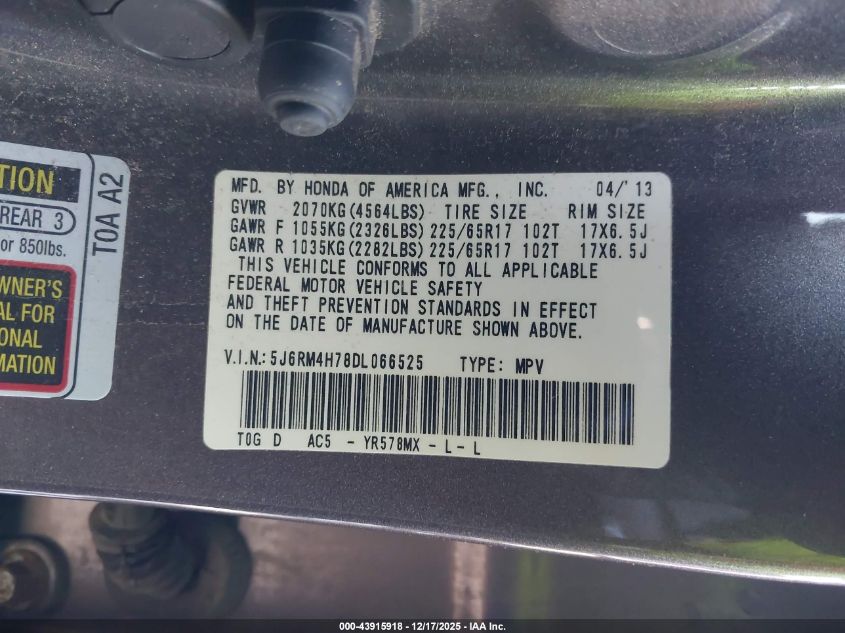 TION
REAR 3
or 850lbs.
WNER'S
AL FOR
IONAL
MATION
T0A A2
MFD. BY HONDA OF AMERICA MFG., INC. 04/'13
GVWR 2070KG(4564LBS) TIRE SIZE RIM SIZE
GAWR F 1055KG(2326LBS) 225/65R17 102T 17X6.5J
GAWR R 1035KG(2282LBS) 225/65R17 102T 17X6.5J
THIS VEHICLE CONFORMS TO ALL APPLICABLE
FEDERAL MOTOR VEHICLE SAFETY
AND THEFT PREVENTION STANDARDS IN EFFECT
ON THE DATE OF MANUFACTURE SHOWN ABOVE.
V.I.N.: 5J6RM4H78DL066525 TYPE: MPV
T0G D AC5 - YR578MX - L - L
000-43915918 - 12/17/2025 - IAA Inc.